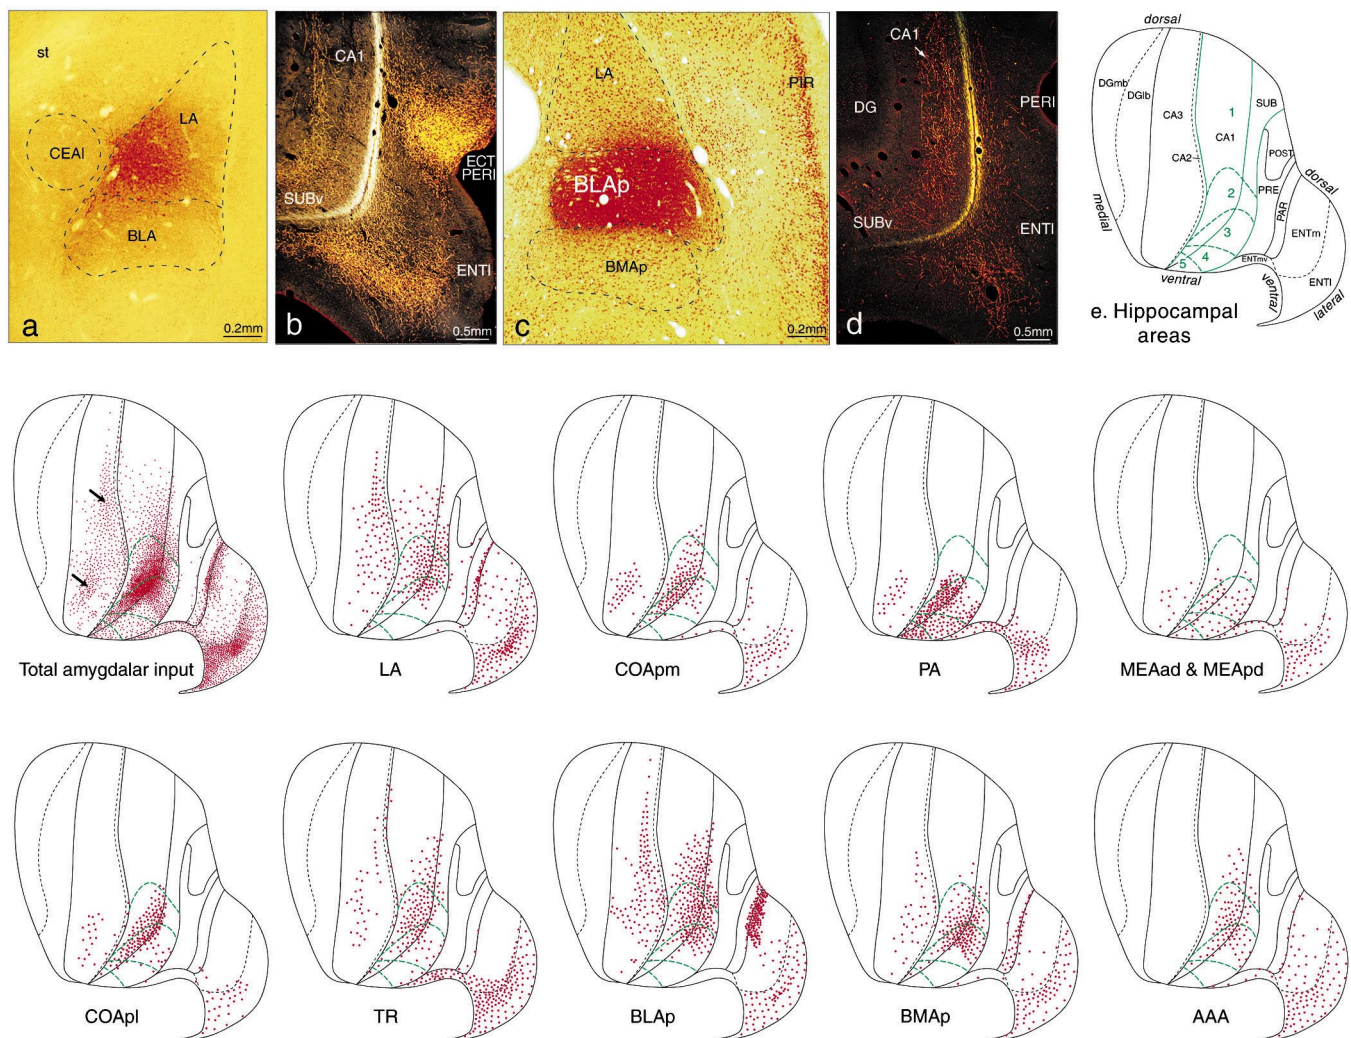 st
LA
CEAl
BLA
a
0.2mm
CA1
ECT
PERI
SUBv
ENTl
b
0.5mm
LA
PIR
BLAp
BMAp
c
0.2mm
CA1
DG
PERI
SUBv
ENTl
d
0.5mm
dorsal
DGmb
DGlb
CA3
1
SUB
CA1
CA2
POST
dorsal
medial
2
PRE
PAR
3
ENTm
4
ENTmv
5
ventral
ventral
ENTl
lateral
e. Hippocampal
areas
Total amygdalar input
LA
COApm
PA
MEAad & MEApd
COApl
TR
BLAp
BMAp
AAA